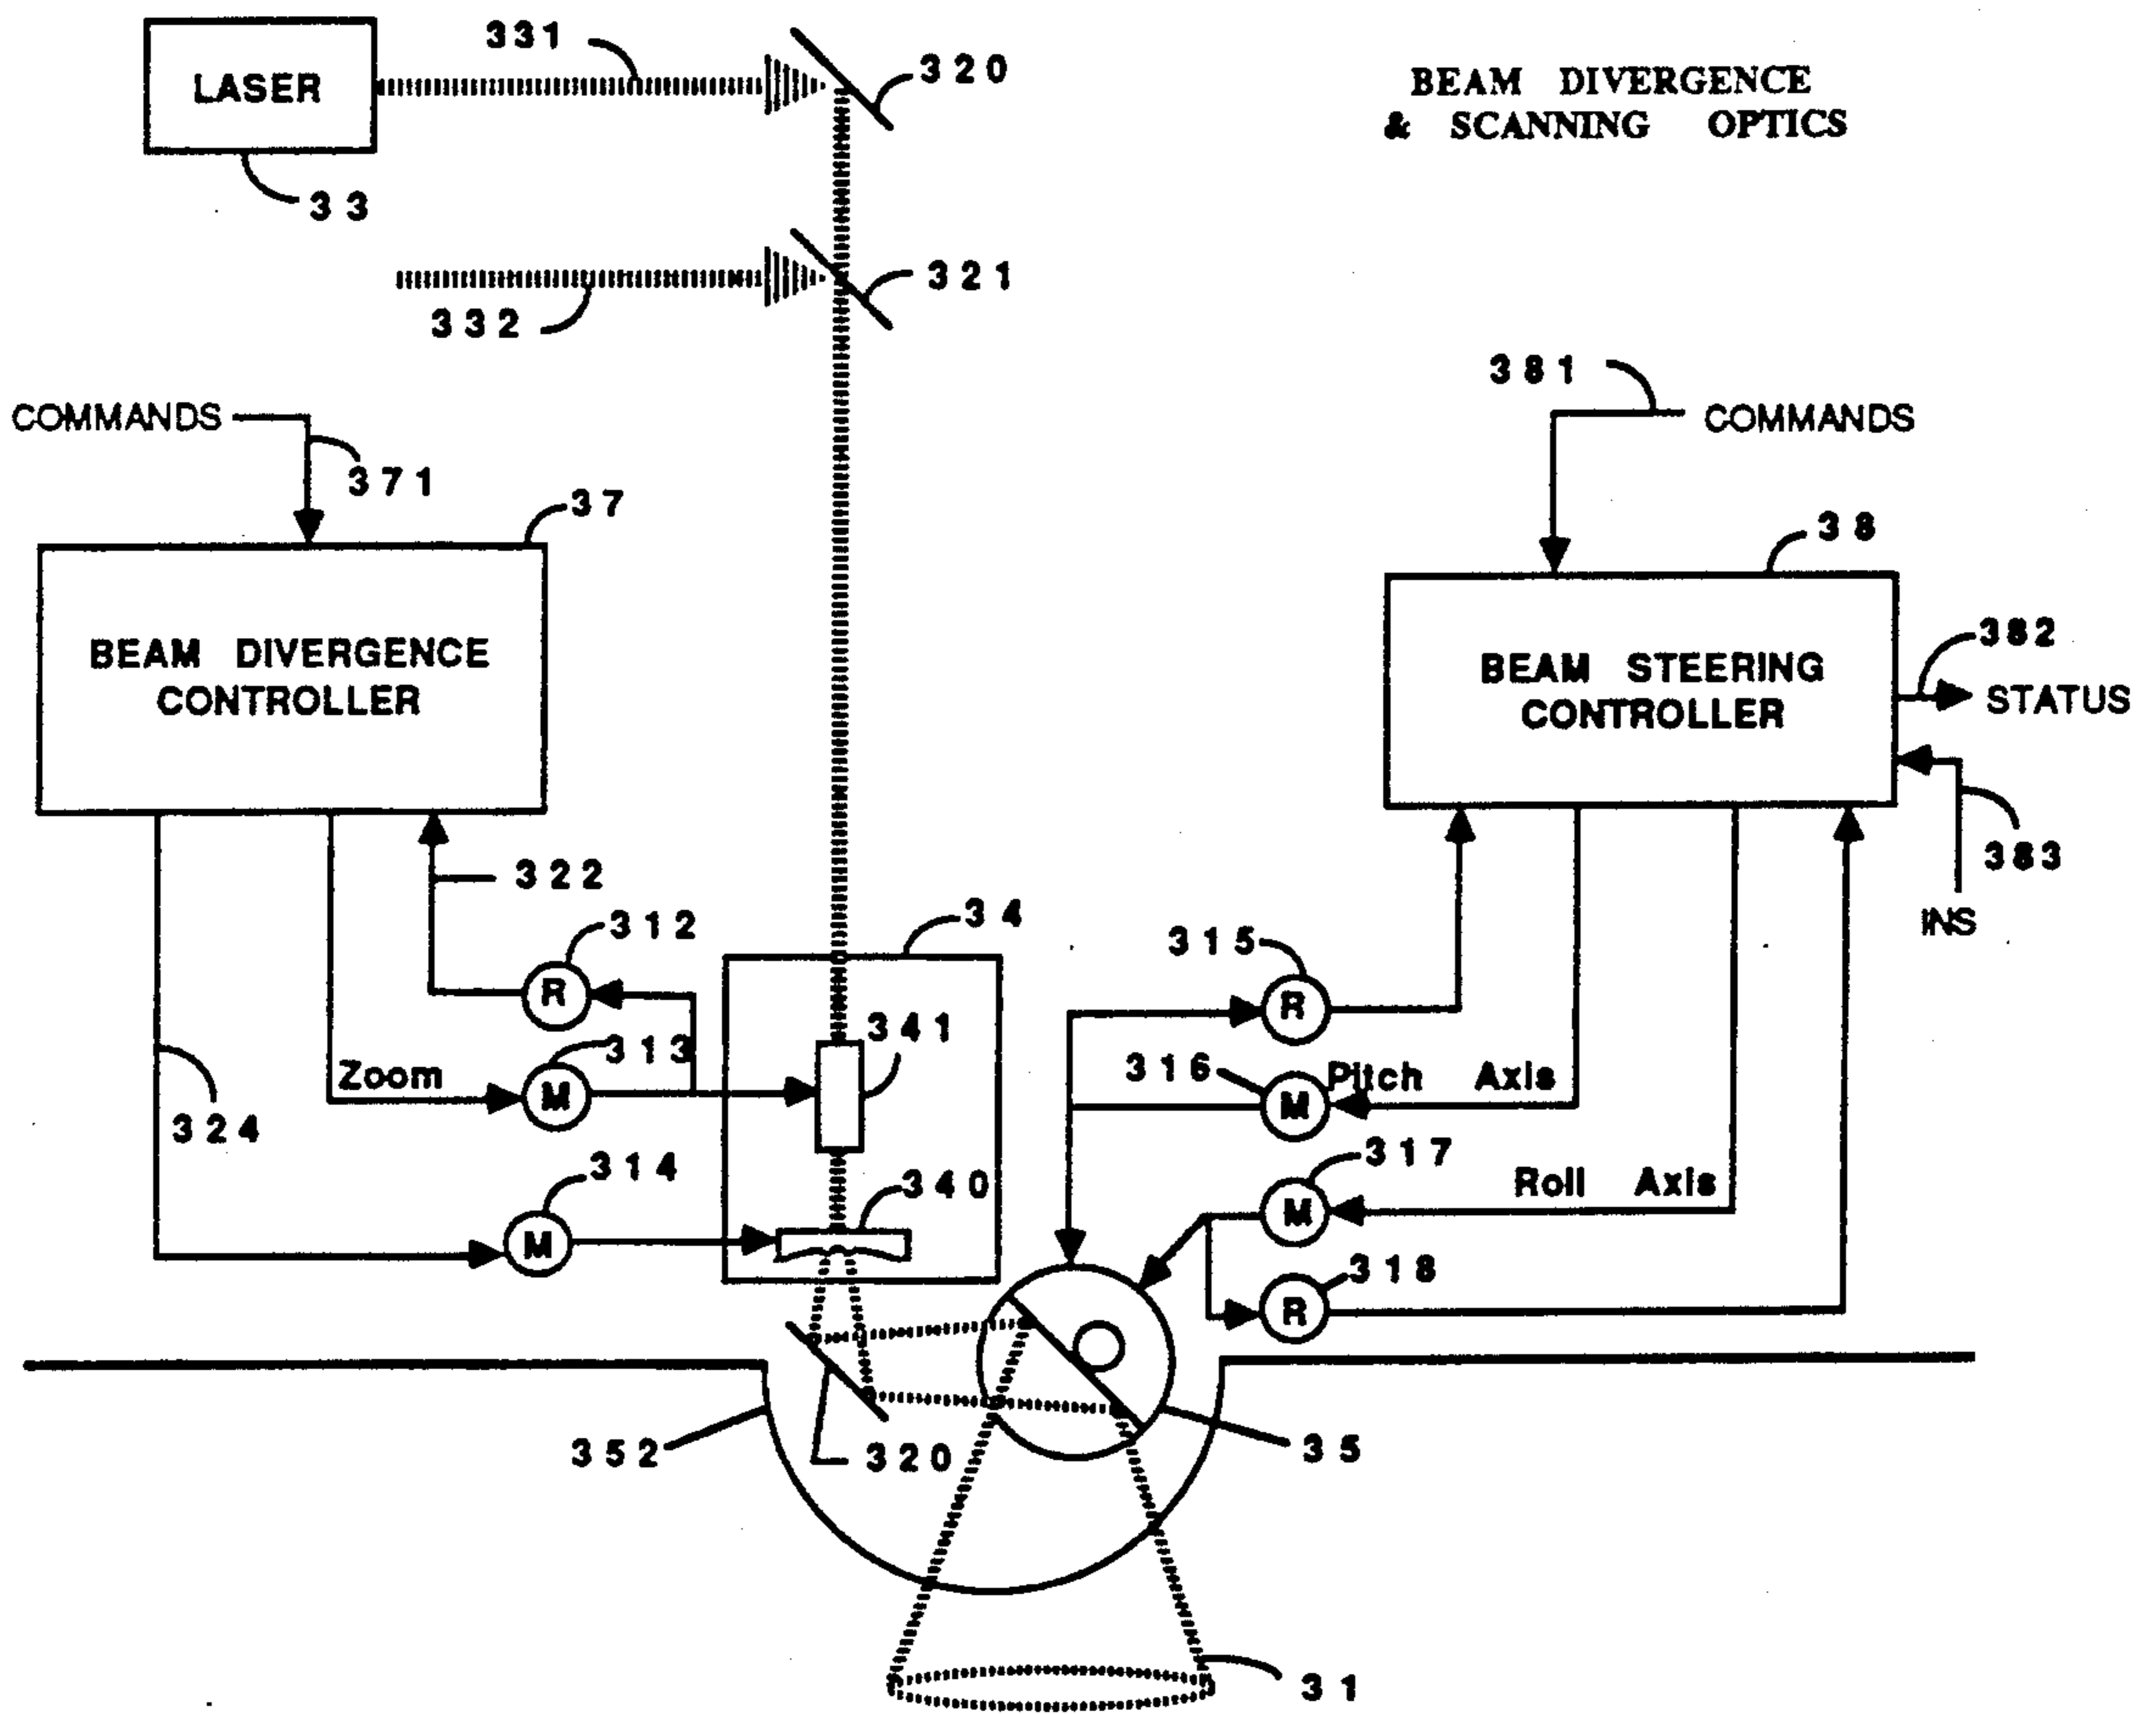 331
320
BEAM DIVERGENCE
& SCANNING OPTICS
LASER
33
321
332
381
COMMANDS
COMMANDS
371
37
38
BEAM DIVERGENCE
CONTROLLER
BEAM STEERING
CONTROLLER
382
STATUS
383
INS
322
312
34
315
R
R
341
313
Zoom
M
316
Pitch Axis
M
324
314
317
340
Roll Axis
M
M
318
R
352
320
35
31